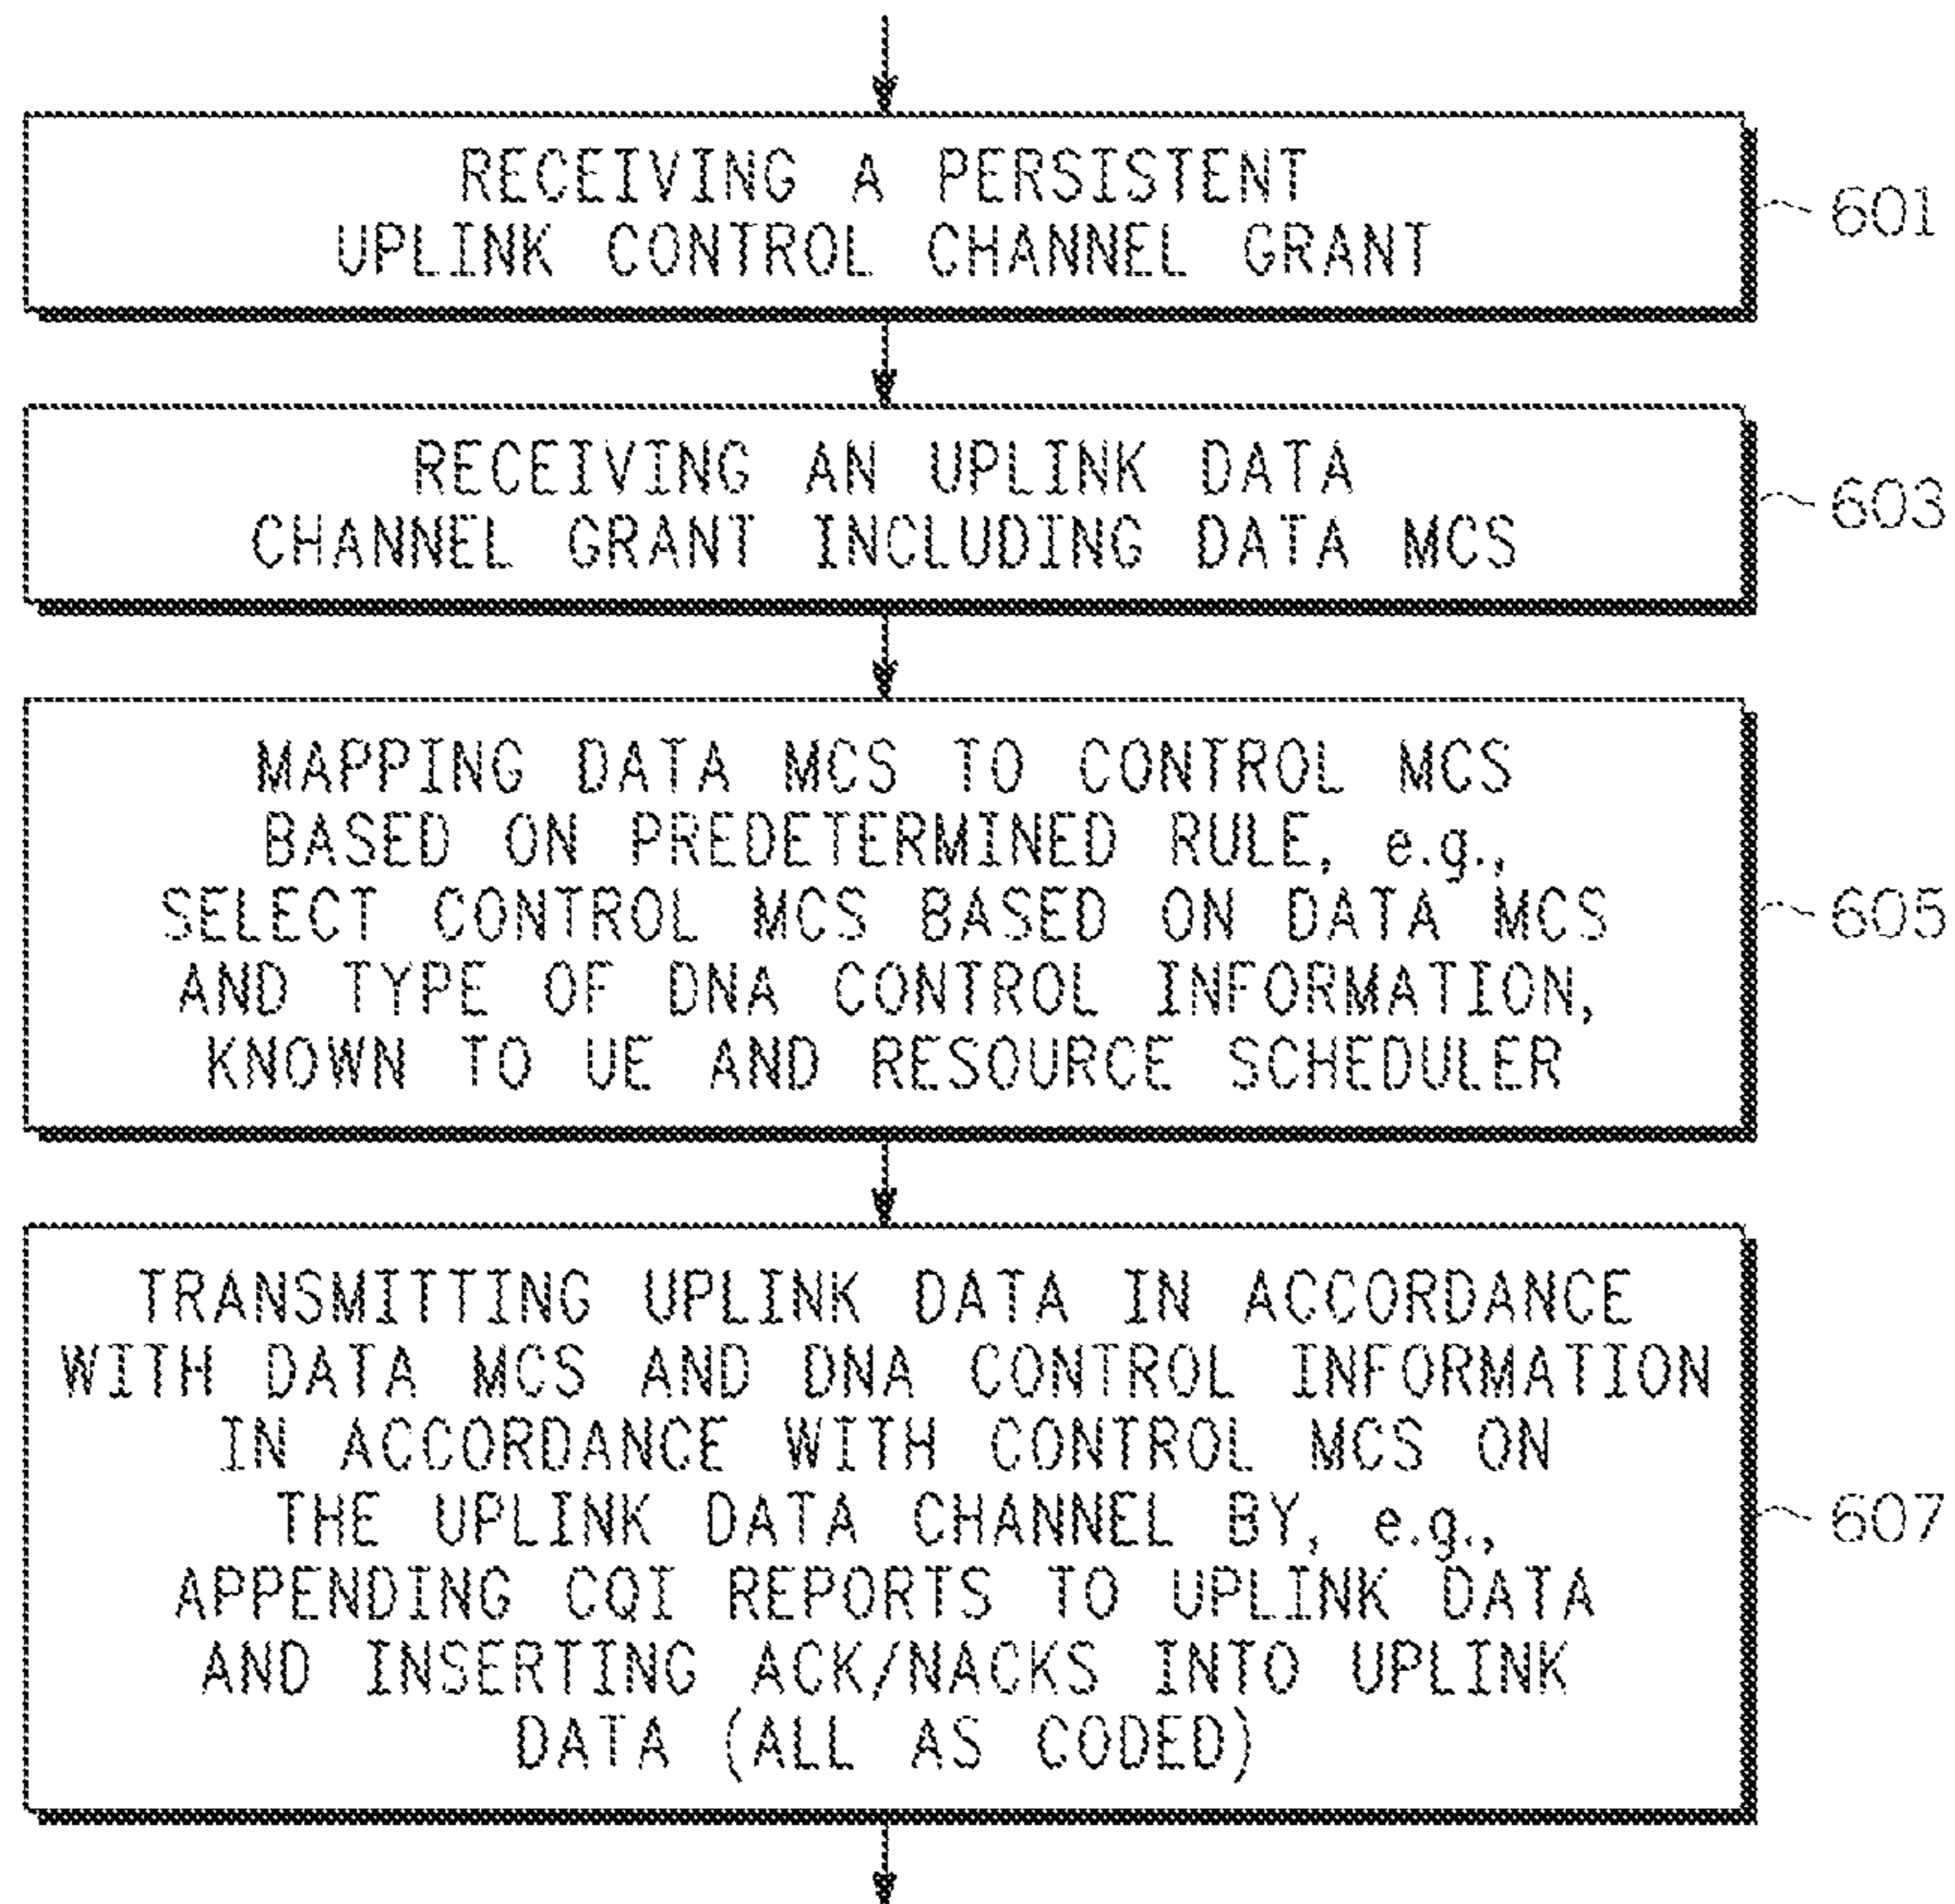 RECEIVING A PERSISTENT
UPLINK CONTROL CHANNEL GRANT
601
RECEIVING AN UPLINK DATA
CHANNEL GRANT INCLUDING DATA MCS
603
MAPPING DATA MCS TO CONTROL MCS
BASED ON PREDETERMINED RULE, e.g.,
SELECT CONTROL MCS BASED ON DATA MCS
AND TYPE OF DNA CONTROL INFORMATION,
KNOWN TO UE AND RESOURCE SCHEDULER
605
TRANSMITTING UPLINK DATA IN ACCORDANCE
WITH DATA MCS AND DNA CONTROL INFORMATION
IN ACCORDANCE WITH CONTROL MCS ON
THE UPLINK DATA CHANNEL BY, e.g.,
APPENDING CQI REPORTS TO UPLINK DATA
AND INSERTING ACK/NACKS INTO UPLINK
DATA (ALL AS CODED)
607